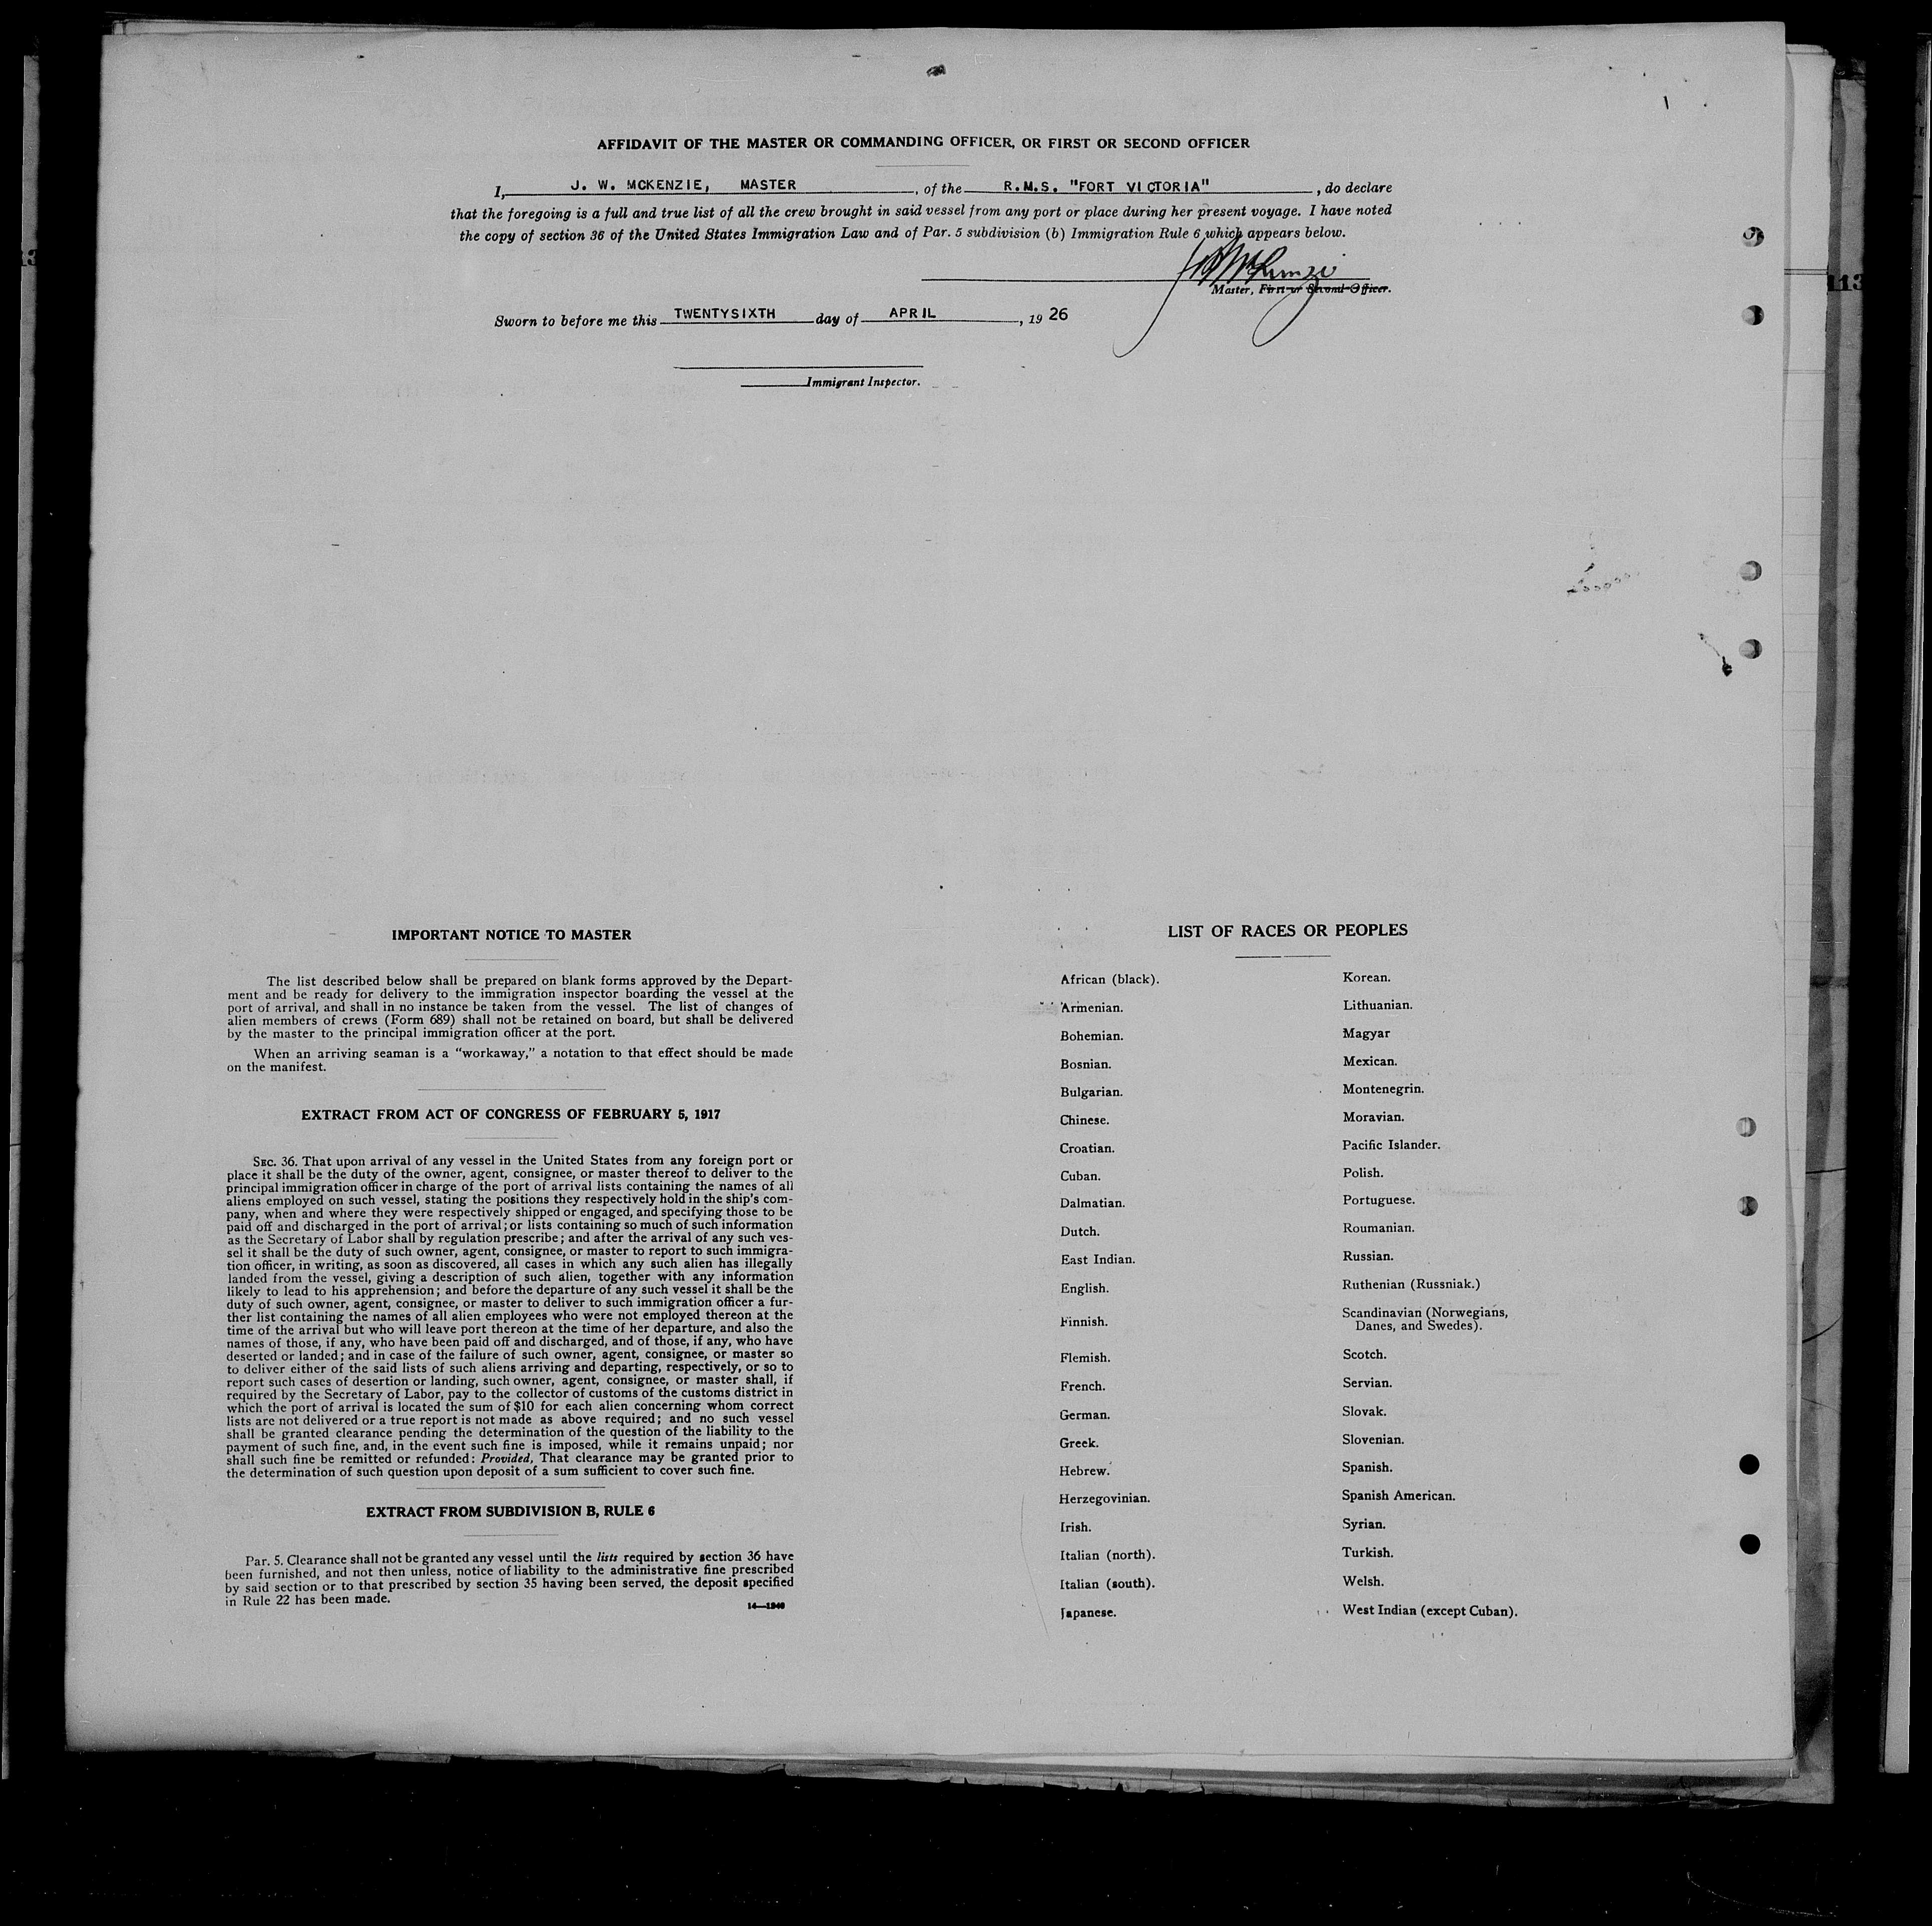 AFFIDAVIT OF THE MASTER OR COMMANDING OFFICER, OR FIRST OR SECOND OFFICER
I, J. W. MCKENZIE, MASTER, of the R.M.S. "FORT VICTORIA", do declare
that the foregoing is a full and true list of all the crew brought in said vessel from any port or place during her present voyage. I have noted
the copy of section 36 of the United States Immigration Law and of Par. 5 subdivision (b) Immigration Rule 6 which appears below.
J W McKenzie
Master, First or Second Officer.
Sworn to before me this TWENTYSIXTH day of APRIL, 19 26
Immigrant Inspector.
113
IMPORTANT NOTICE TO MASTER
The list described below shall be prepared on blank forms approved by the Depart-
ment and be ready for delivery to the immigration inspector boarding the vessel at the
port of arrival, and shall in no instance be taken from the vessel. The list of changes of
alien members of crews (Form 689) shall not be retained on board, but shall be delivered
by the master to the principal immigration officer at the port.
When an arriving seaman is a "workaway," a notation to that effect should be made
on the manifest.
EXTRACT FROM ACT OF CONGRESS OF FEBRUARY 5, 1917
SEC. 36. That upon arrival of any vessel in the United States from any foreign port or
place it shall be the duty of the owner, agent, consignee, or master thereof to deliver to the
principal immigration officer in charge of the port of arrival lists containing the names of all
aliens employed on such vessel, stating the positions they respectively hold in the ship's com-
pany, when and where they were respectively shipped or engaged, and specifying those to be
paid off and discharged in the port of arrival; or lists containing so much of such information
as the Secretary of Labor shall by regulation prescribe; and after the arrival of any such ves-
sel it shall be the duty of such owner, agent, consignee, or master to report to such immigra-
tion officer, in writing, as soon as discovered, all cases in which any such alien has illegally
landed from the vessel, giving a description of such alien, together with any information
likely to lead to his apprehension; and before the departure of any such vessel it shall be the
duty of such owner, agent, consignee, or master to deliver to such immigration officer a fur-
ther list containing the names of all alien employees who were not employed thereon at the
time of the arrival but who will leave port thereon at the time of her departure, and also the
names of those, if any, who have been paid off and discharged, and of those, if any, who have
deserted or landed; and in case of the failure of such owner, agent, consignee, or master so
to deliver either of the said lists of such aliens arriving and departing, respectively, or so to
report such cases of desertion or landing, such owner, agent, consignee, or master shall, if
required by the Secretary of Labor, pay to the collector of customs of the customs district in
which the port of arrival is located the sum of $10 for each alien concerning whom correct
lists are not delivered or a true report is not made as above required; and no such vessel
shall be granted clearance pending the determination of the question of the liability to the
payment of such fine, and, in the event such fine is imposed, while it remains unpaid; nor
shall such fine be remitted or refunded: Provided, That clearance may be granted prior to
the determination of such question upon deposit of a sum sufficient to cover such fine.
EXTRACT FROM SUBDIVISION B, RULE 6
Par. 5. Clearance shall not be granted any vessel until the lists required by section 36 have
been furnished, and not then unless, notice of liability to the administrative fine prescribed
by said section or to that prescribed by section 35 having been served, the deposit specified
in Rule 22 has been made.
14—1240
LIST OF RACES OR PEOPLES
African (black).
Armenian.
Bohemian.
Bosnian.
Bulgarian.
Chinese.
Croatian.
Cuban.
Dalmatian.
Dutch.
East Indian.
English.
Finnish.
Flemish.
French.
German.
Greek.
Hebrew.
Herzegovinian.
Irish.
Italian (north).
Italian (south).
Japanese.
Korean.
Lithuanian.
Magyar
Mexican.
Montenegrin.
Moravian.
Pacific Islander.
Polish.
Portuguese.
Roumanian.
Russian.
Ruthenian (Russniak.)
Scandinavian (Norwegians,
Danes, and Swedes).
Scotch.
Servian.
Slovak.
Slovenian.
Spanish.
Spanish American.
Syrian.
Turkish.
Welsh.
West Indian (except Cuban).